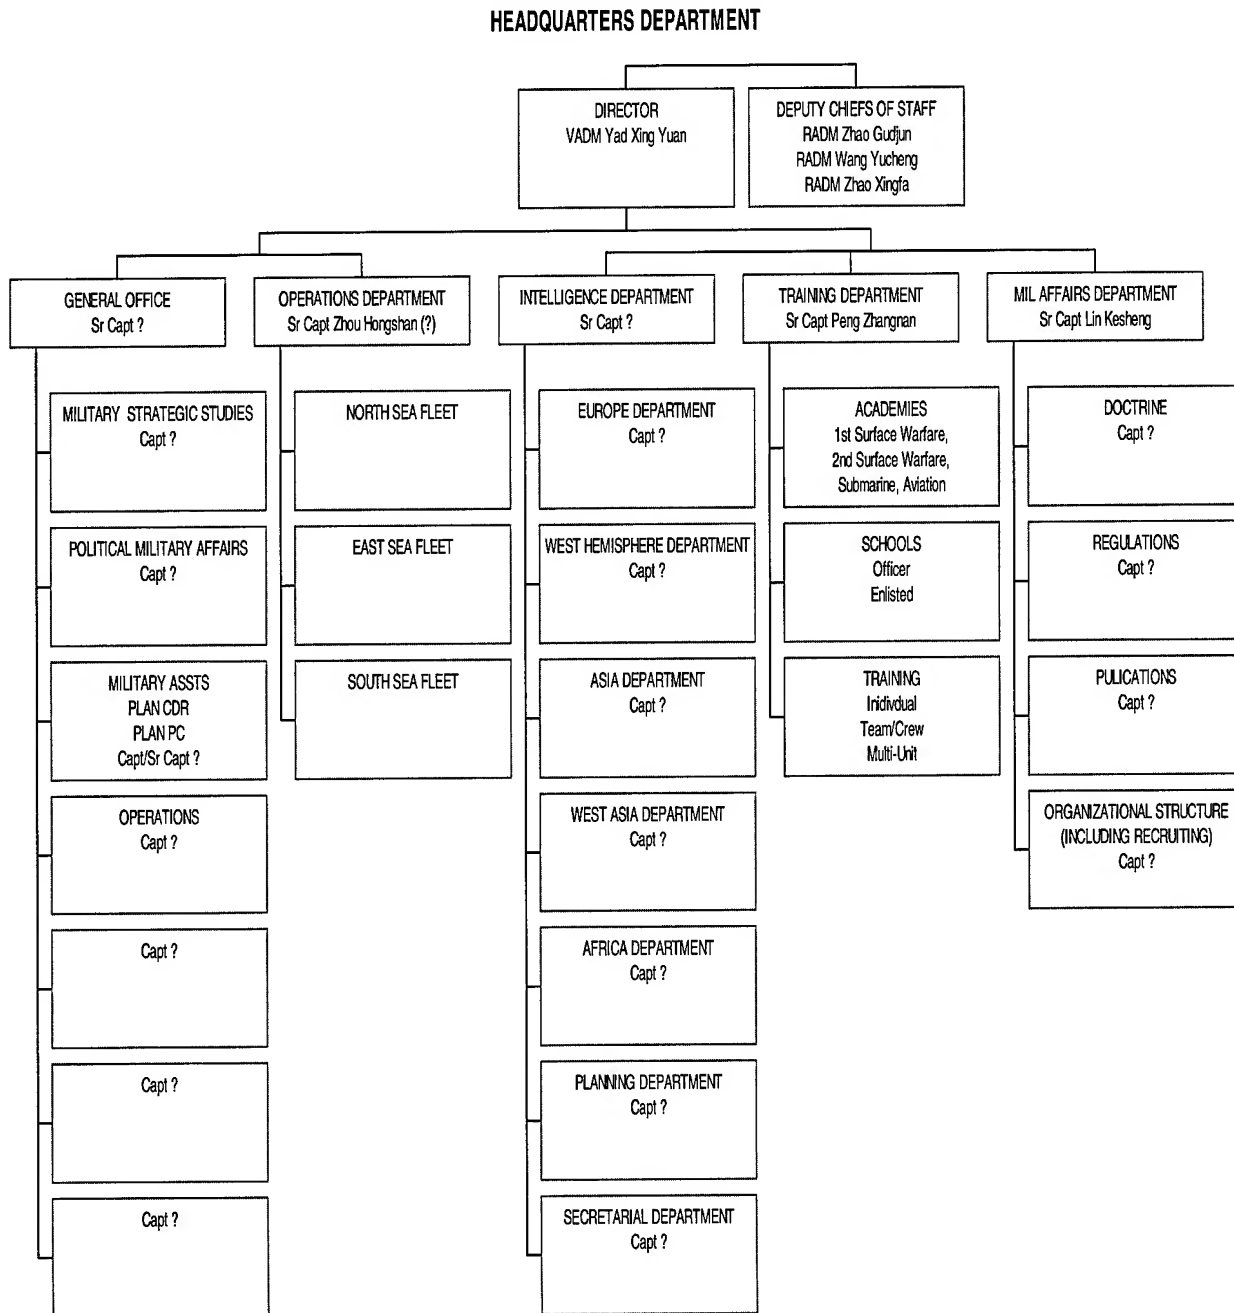 HEADQUARTERS DEPARTMENT
DIRECTOR
VADM Yad Xing Yuan
DEPUTY CHIEFS OF STAFF
RADM Zhao Gudjun
RADM Wang Yucheng
RADM Zhao Xingfa
GENERAL OFFICE
Sr Capt ?
OPERATIONS DEPARTMENT
Sr Capt Zhou Hongshan (?)
INTELLIGENCE DEPARTMENT
Sr Capt ?
TRAINING DEPARTMENT
Sr Capt Peng Zhangnan
MIL AFFAIRS DEPARTMENT
Sr Capt Lin Kesheng
MILITARY STRATEGIC STUDIES
Capt ?
POLITICAL MILITARY AFFAIRS
Capt ?
MILITARY ASSTS
PLAN CDR
PLAN PC
Capt/Sr Capt ?
OPERATIONS
Capt ?
Capt ?
Capt ?
Capt ?
NORTH SEA FLEET
EAST SEA FLEET
SOUTH SEA FLEET
EUROPE DEPARTMENT
Capt ?
WEST HEMISPHERE DEPARTMENT
Capt ?
ASIA DEPARTMENT
Capt ?
WEST ASIA DEPARTMENT
Capt ?
AFRICA DEPARTMENT
Capt ?
PLANNING DEPARTMENT
Capt ?
SECRETARIAL DEPARTMENT
Capt ?
ACADEMIES
1st Surface Warfare,
2nd Surface Warfare,
Submarine, Aviation
SCHOOLS
Officer
Enlisted
TRAINING
Inidivdual
Team/Crew
Multi-Unit
DOCTRINE
Capt ?
REGULATIONS
Capt ?
PULICATIONS
Capt ?
ORGANIZATIONAL STRUCTURE
(INCLUDING RECRUITING)
Capt ?